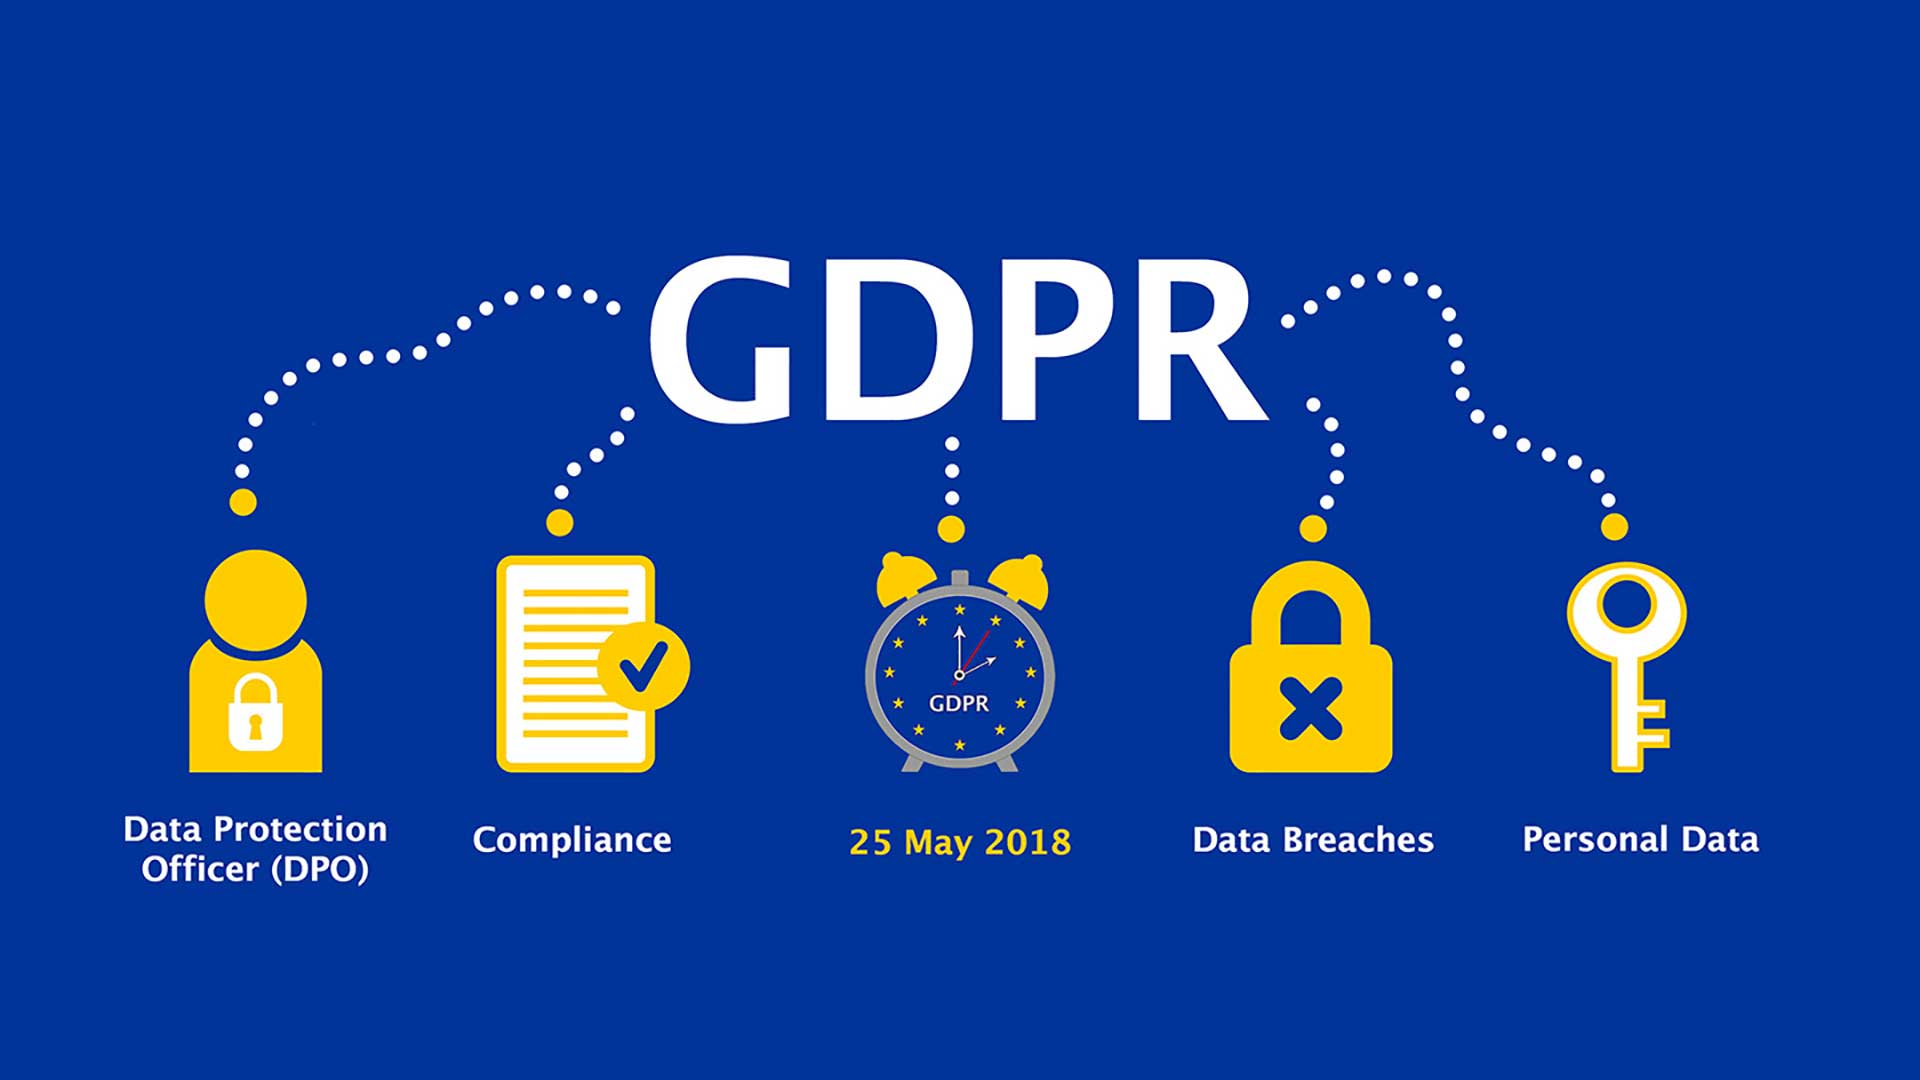 GDPR
GDPR
Data Protection
Officer (DPO)
Compliance
25 May 2018
Data Breaches
Personal Data